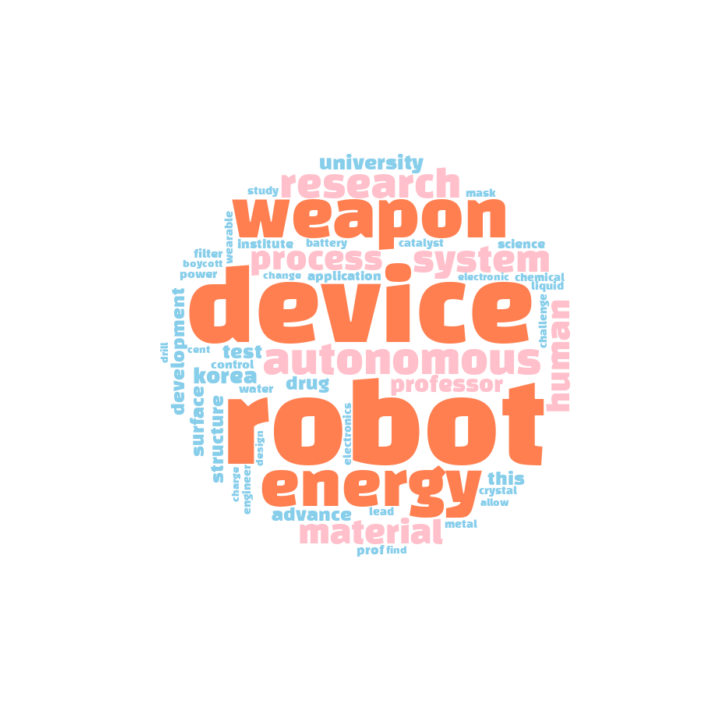 university
research
study
mask
weapon
wearable
institute
battery
catalyst
science
filter
process
system
boycott
power
change
application
electronic
chemical
liquid
device
challenge
human
development
drill
cent
test
autonomous
control
korea
water
drug
professor
surface
structure
robot
electronics
design
charge
engineer
energy
this
crystal
allow
advance
lead
material
metal
prof
find